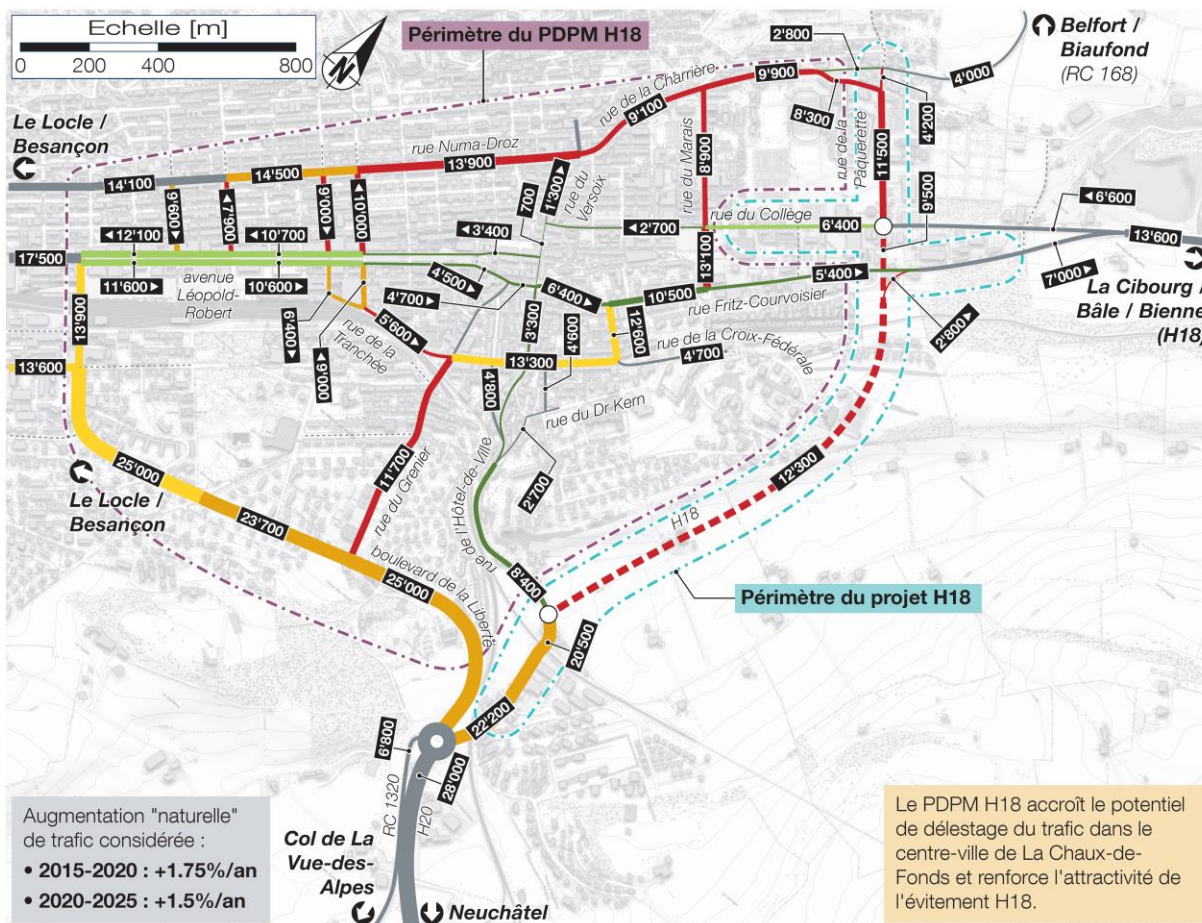 Echelle [m]
0 200 400 800
Périmètre du PDPM H18
2'800
Belfort /
Biaufond
(RC 168)
4'000
9'900
rue de la Charrière
9'100
8'300
4'200
Le Locle /
Besançon
rue Numa-Droz
13'900
14'500
14'100
rue du Marais
8'900
rue de la
Pâquerette
11'500
9'500
◄9'600
◄7'900
◄9'000
◄10'000
700
1'300►
rue du
Versoix
◄12'100
◄10'700
◄3'400
◄2'700
rue du Collège
6'400
◄6'600
13'600
17'500
11'600►
avenue
Léopold-
Robert
10'600►
4'500►
4'700►
6'400►
13'100
10'500
5'400►
7'000►
rue Fritz-Courvoisier
La Cibourg /
Bâle / Bienne
(H18)
13'900
6'400
◄9'000
5'600►
rue de la
Tranchée
3'300
4'600
12'600
rue de la Croix-Fédérale
4'700
2'800►
13'600
13'300
4'800
rue du Dr Kern
25'000
Le Locle /
Besançon
11'700
rue du Grenier
rue de l'Hôtel-de-Ville
2'700
12'300
H18
23'700
boulevard de la Liberté
25'000
8'400
Périmètre du projet H18
20'500
22'200
6'800
28'000
RC 1320
H20
Augmentation "naturelle"
de trafic considérée :
• 2015-2020 : +1.75%/an
• 2020-2025 : +1.5%/an
Col de La
Vue-des-
Alpes
Neuchâtel
Le PDPM H18 accroît le potentiel
de délestage du trafic dans le
centre-ville de La Chaux-de-
Fonds et renforce l'attractivité de
l'évitement H18.